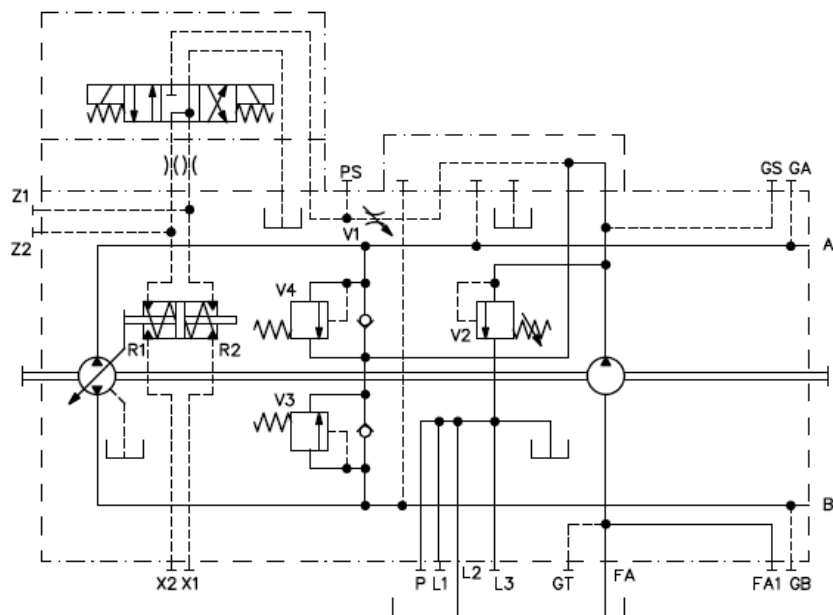 PS
GS GA
Z1
Z2
V1
A
V4
V2
R1
R2
V3
B
X2 X1
P L1 L2 L3 GT FA FA1 GB